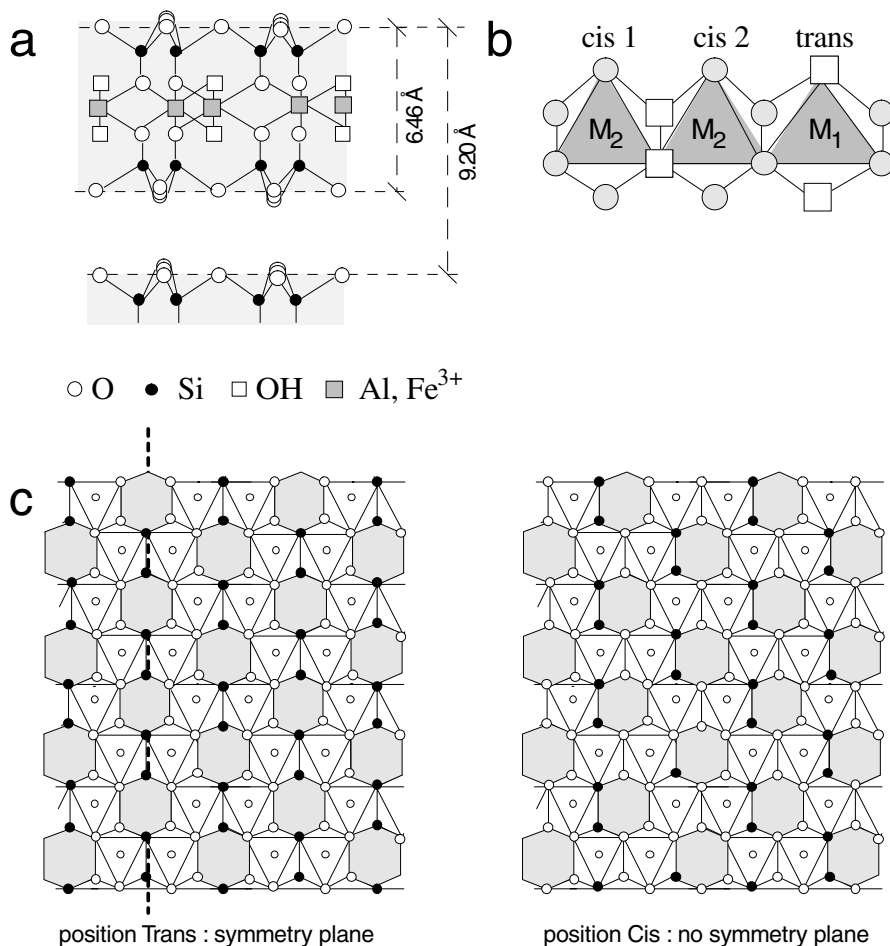 a
6.46 Å
9.20 Å
b
cis 1 cis 2 trans
M2 M2 M1
O Si OH Al, Fe3+
c
position Trans : symmetry plane
position Cis : no symmetry plane